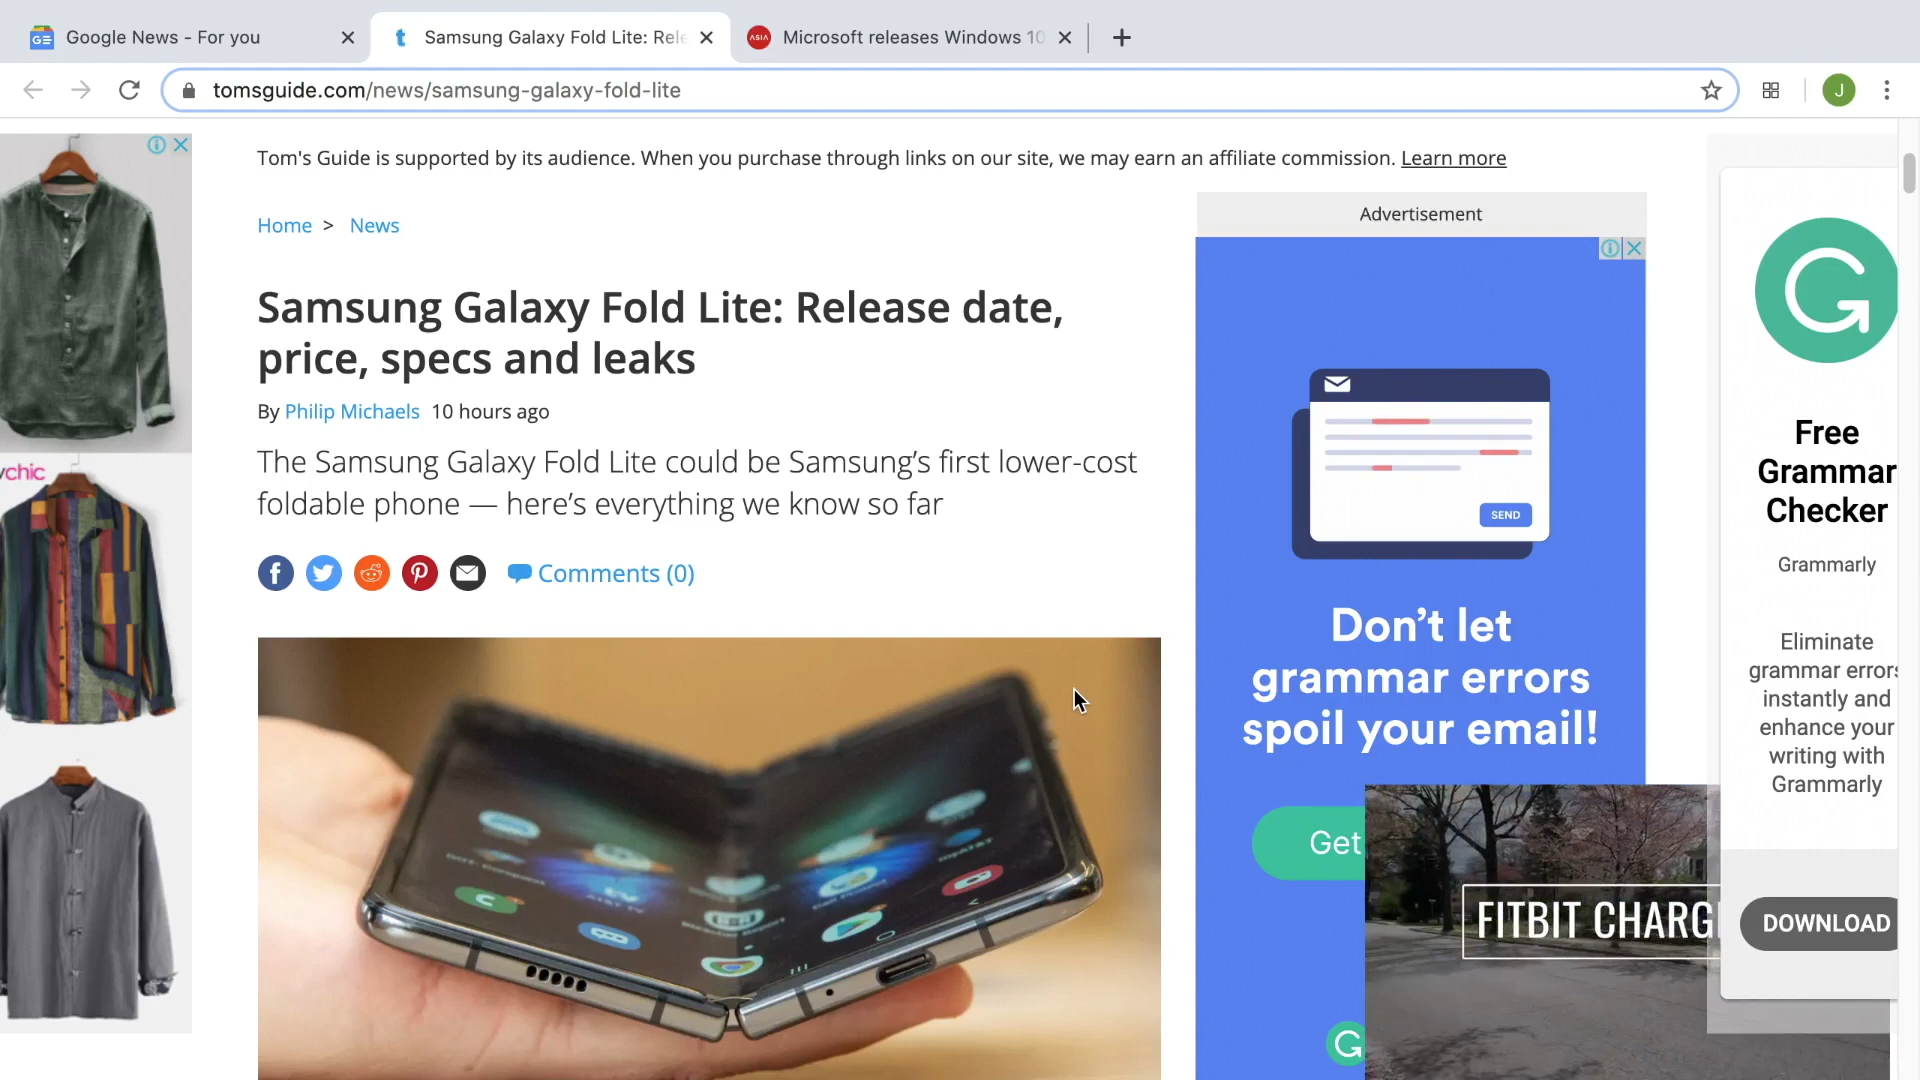 Google News - For you
Samsung Galaxy Fold Lite: Rele
Microsoft releases Windows 10
tomsguide.com/news/samsung-galaxy-fold-lite
J
Tom's Guide is supported by its audience. When you purchase through links on our site, we may earn an affiliate commission. Learn more
Home > News
Samsung Galaxy Fold Lite: Release date,
price, specs and leaks
By Philip Michaels 10 hours ago
The Samsung Galaxy Fold Lite could be Samsung’s first lower-cost
foldable phone — here’s everything we know so far
Comments (0)
ychic
Advertisement
SEND
Don’t let
grammar errors
spoil your email!
Get
FITBIT CHARG
Free
Grammar
Checker
Grammarly
Eliminate
grammar errors
instantly and
enhance your
writing with
Grammarly
DOWNLOAD